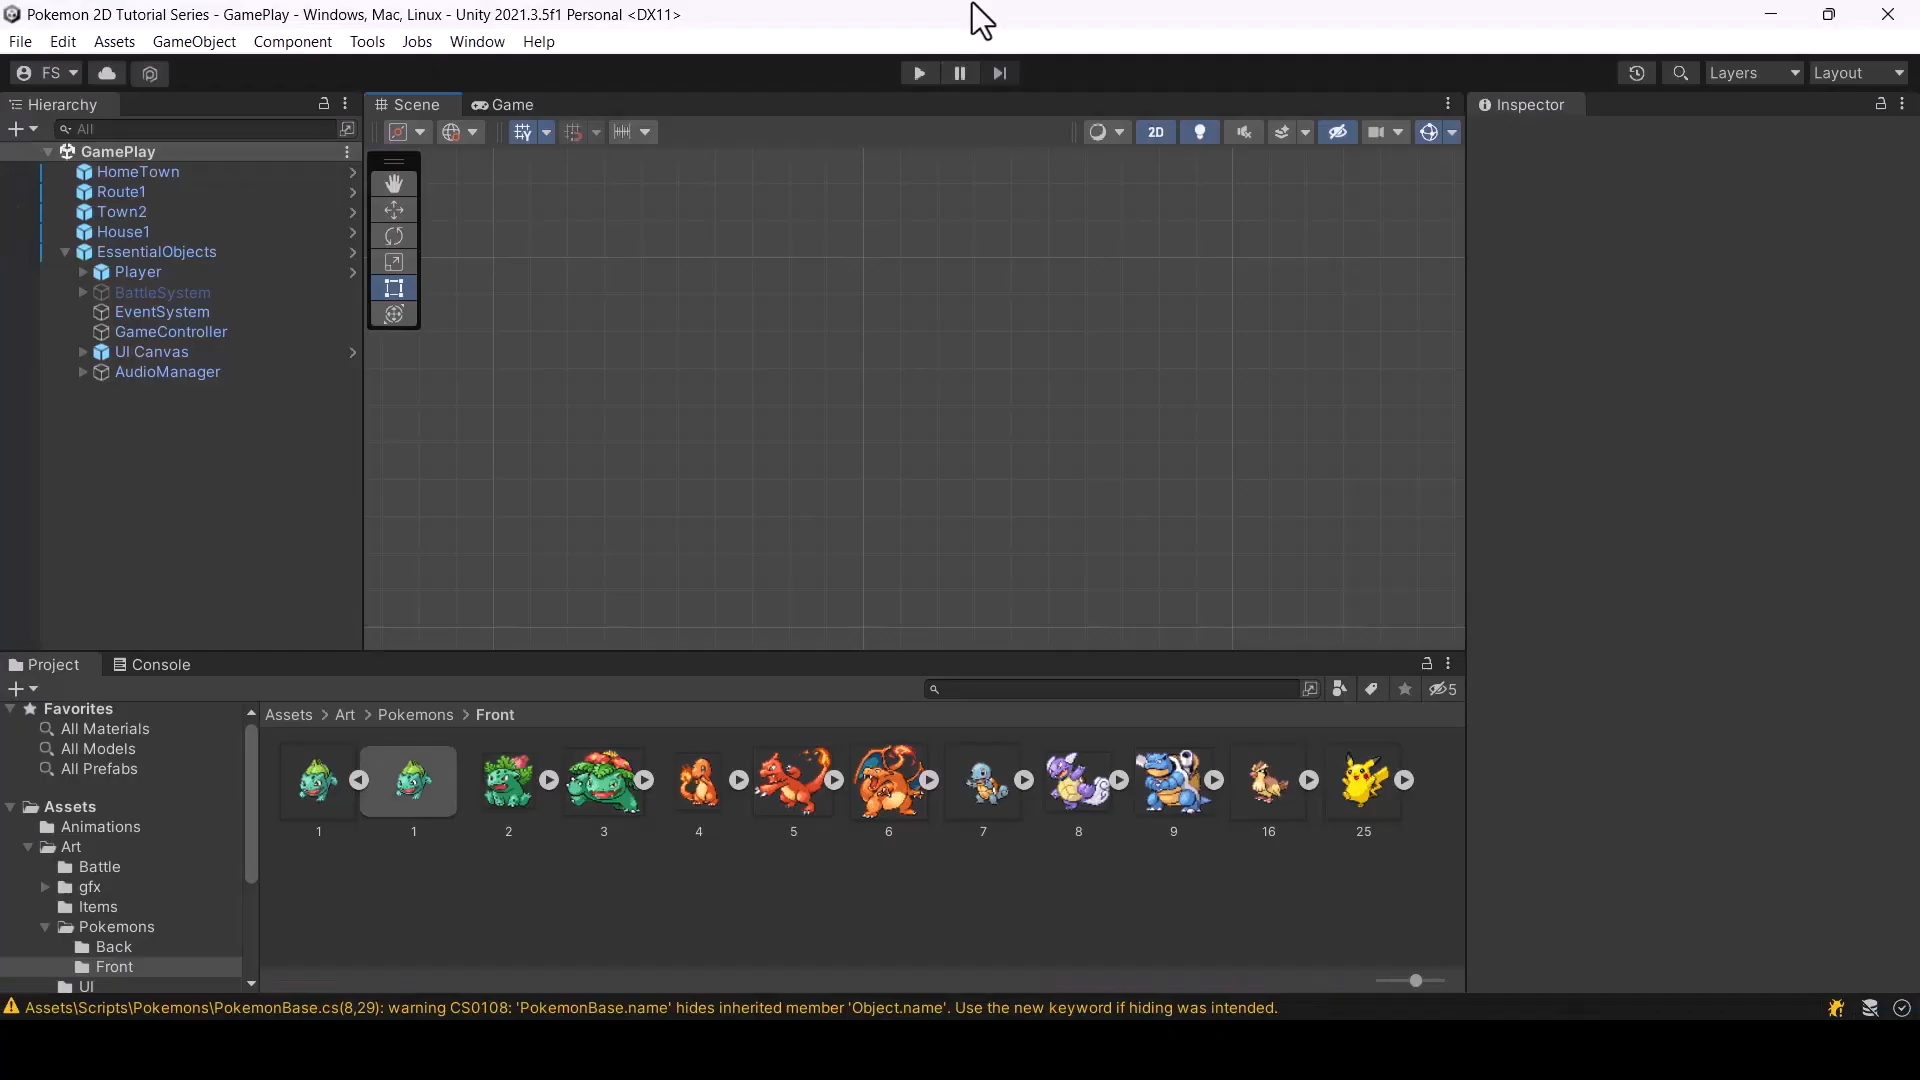 Pokemon 2D Tutorial Series - GamePlay - Windows, Mac, Linux - Unity 2021.3.5f1 Personal <DX11>
File Edit Assets GameObject Component Tools Jobs Window Help
FS Layers Layout
Hierarchy Scene Game Inspector
All 2D
GamePlay
HomeTown
Route1
Town2
House1
EssentialObjects
Player
BattleSystem
EventSystem
GameController
UI Canvas
AudioManager
Project Console
5
Favorites
All Materials
All Models
All Prefabs
Assets
Animations
Art
Battle
gfx
Items
Pokemons
Back
Front
UI
Assets > Art > Pokemons > Front
1 1 2 3 4 5 6 7 8 9 16 25
Assets\Scripts\Pokemons\PokemonBase.cs(8,29): warning CS0108: 'PokemonBase.name' hides inherited member 'Object.name'. Use the new keyword if hiding was intended.